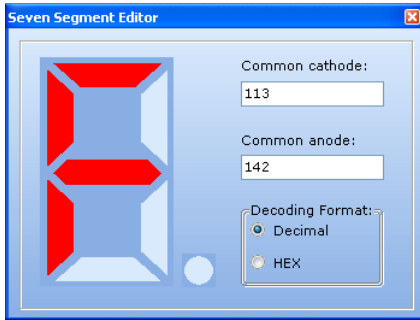 Seven Segment Editor
Common cathode:
113
Common anode:
142
Decoding Format:
Decimal
HEX